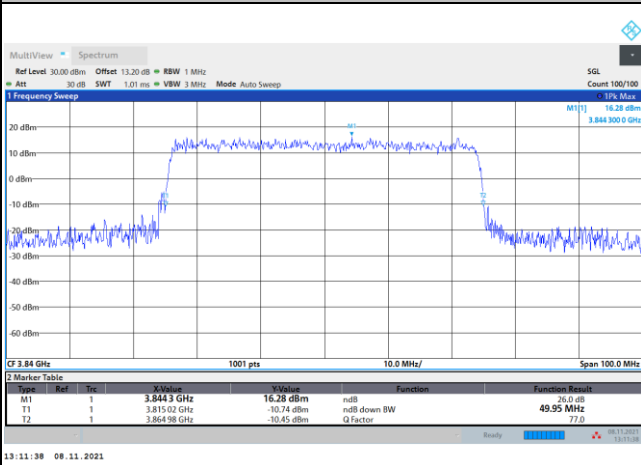 MultiView Spectrum
Ref Level 30.00 dBm Offset 13.20 dB RBW 1 MHz SGL
Att 30 dB SWT 1.01 ms VBW 3 MHz Mode Auto Sweep Count 100/100
1 Frequency Sweep 1Pk Max
M1[1] 16.28 dBm
3.844 300 0 GHz
M1
20 dBm
10 dBm
0 dBm
-10 dBm
-20 dBm
-30 dBm
-40 dBm
-50 dBm
-60 dBm
CF 3.84 GHz 1001 pts 10.0 MHz/ Span 100.0 MHz
2 Marker Table
Type Ref Trc X-Value Y-Value Function Function Result
M1 1 3.844 3 GHz 16.28 dBm ndB 26.0 dB
T1 1 3.815 02 GHz -10.74 dBm ndB down BW 49.95 MHz
T2 1 3.864 98 GHz -10.45 dBm Q Factor 77.0
Ready 08.11.2021
13:11:38
13:11:38 08.11.2021